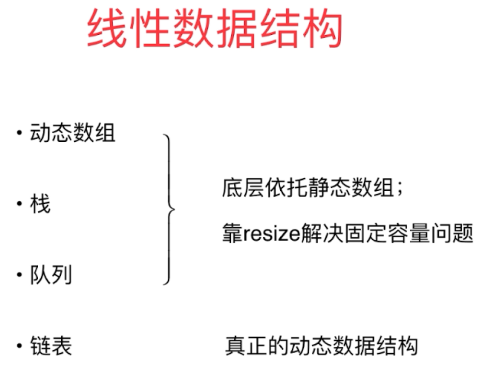 线性数据结构
• 动态数组
• 栈
• 队列
底层依托静态数组；
靠resize解决固定容量问题
• 链表 真正的动态数据结构